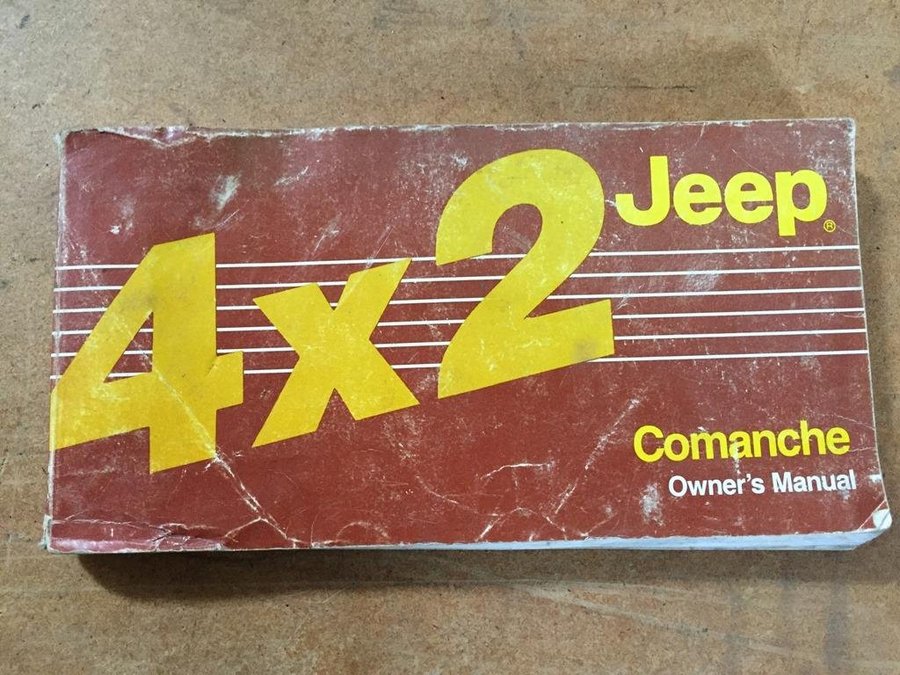 4x2
Jeep®
Comanche
Owner's Manual